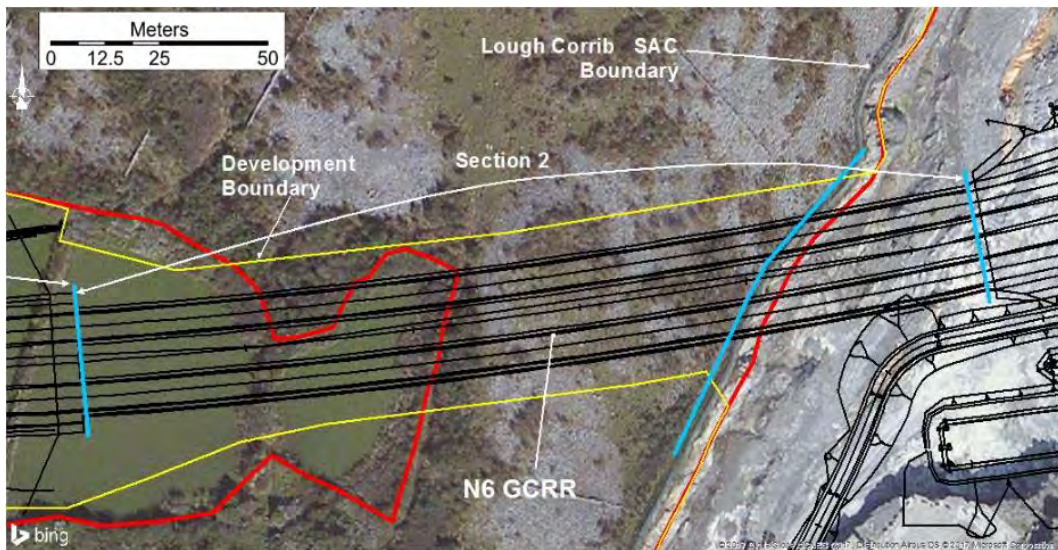 Meters
0 12.5 25 50
Lough Corrib SAC
Boundary
Development
Boundary
Section 2
N6 GCRR
bing